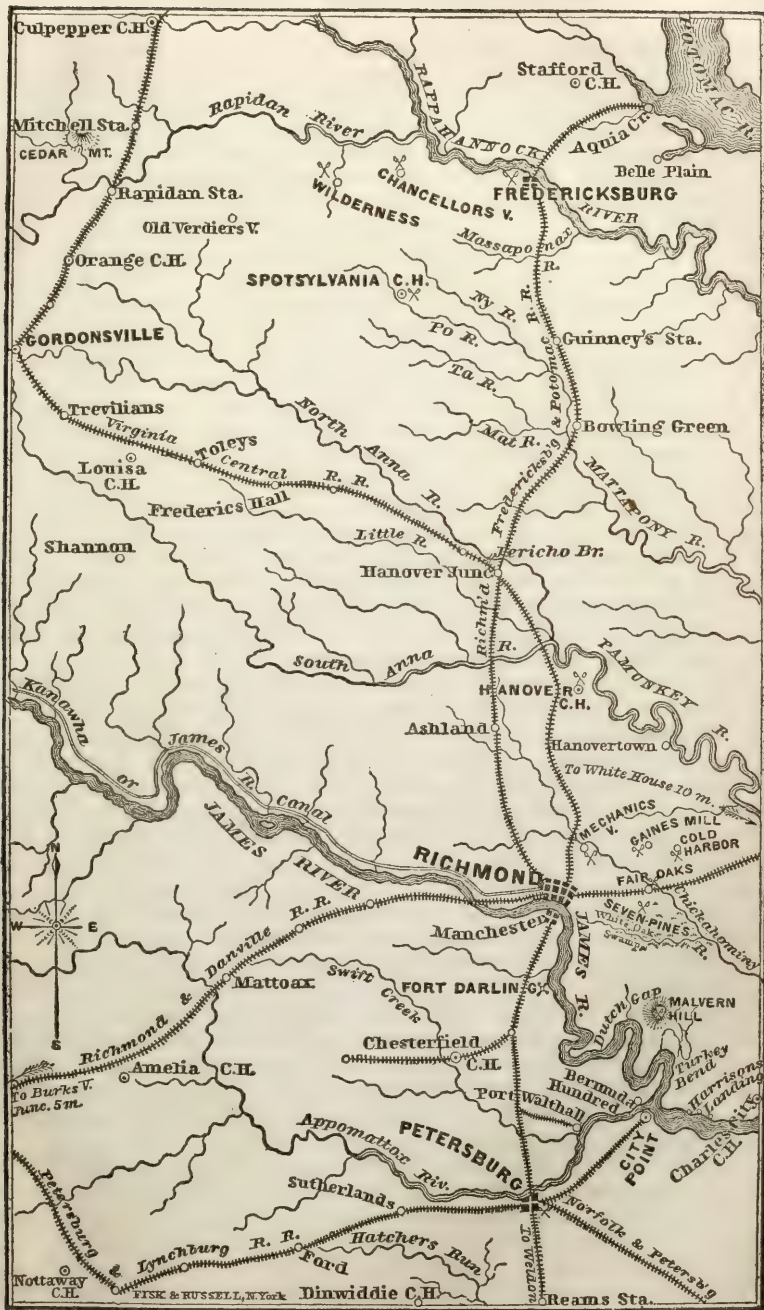 Culpepper C.H.
Stafford C.H.
POTOMAC R.
Rapidan River
RAPPAHANNOCK RIVER
Mitchell Sta.
CEDAR MT.
Aquia Cr.
Belle Plain
WILDERNESS
CHANCELLORS V.
FREDERICKSBURG
Rapidan Sta.
Old Verdiers V.
Massaponax R.
Orange C.H.
SPOTSYLVANIA C.H.
Ny R.
Po R.
Guinney's Sta.
GORDONSVILLE
Ta R.
Trevilians
North Anna R.
Mat R.
Bowling Green
Virginia Central R. R.
Toleys
Louisa C.H.
Richm'd Fredericksb'g & Potomac R. R.
MATTAPONY R.
Frederics Hall
Little R.
Jericho Br.
Shannon
Hanover Junc
South Anna R.
PAMUNKEY R.
HANOVER C.H.
Kanawha or James R. Canal
Ashland
Hanovertown
To White House 10 m.
MECHANICS V.
GAINES MILL
COLD HARBOR
JAMES RIVER
RICHMOND
FAIR OAKS
N
W E
S
Chickahominy R.
SEVEN PINES
White Oak Swamp
Manchester
JAMES R.
Richmond & Danville R. R.
Mattoax
Swift Creek
FORT DARLING
Dutch Gap
MALVERN HILL
Chesterfield C.H.
Turkey Bend
To Burks V. Junc. 5 m.
Amelia C.H.
Bermuda Hundred
Harrisons Landing
Port Walthall
Charles City C.H.
Appomattox Riv.
PETERSBURG
CITY POINT
Sutherlands
Petersburg & Lynchburg R. R.
Ford
Hatchers Run
To Weldon
Norfolk & Petersb'g
Nottaway C.H.
FISK & RUSSELL, N.York
Dinwiddie C.H.
Reams Sta.